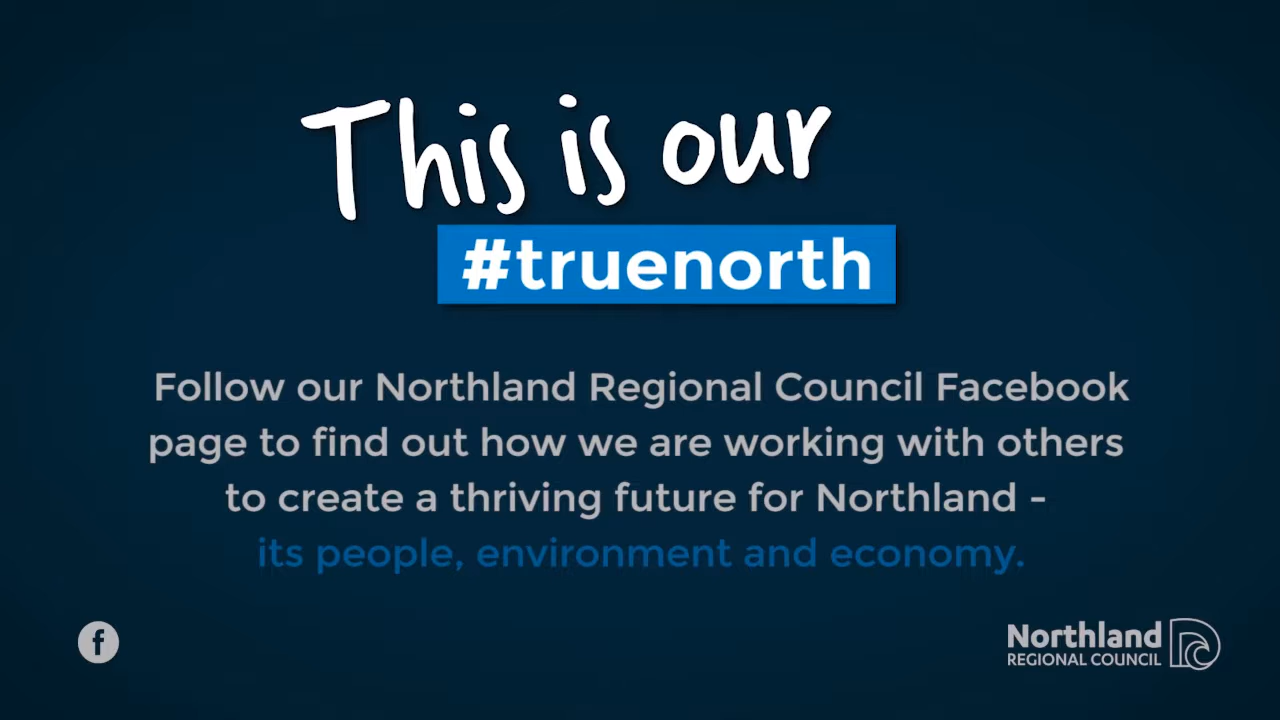 This is our
#truenorth
Follow our Northland Regional Council Facebook
page to find out how we are working with others
to create a thriving future for Northland -
its people, environment and economy.
f
Northland
REGIONAL COUNCIL